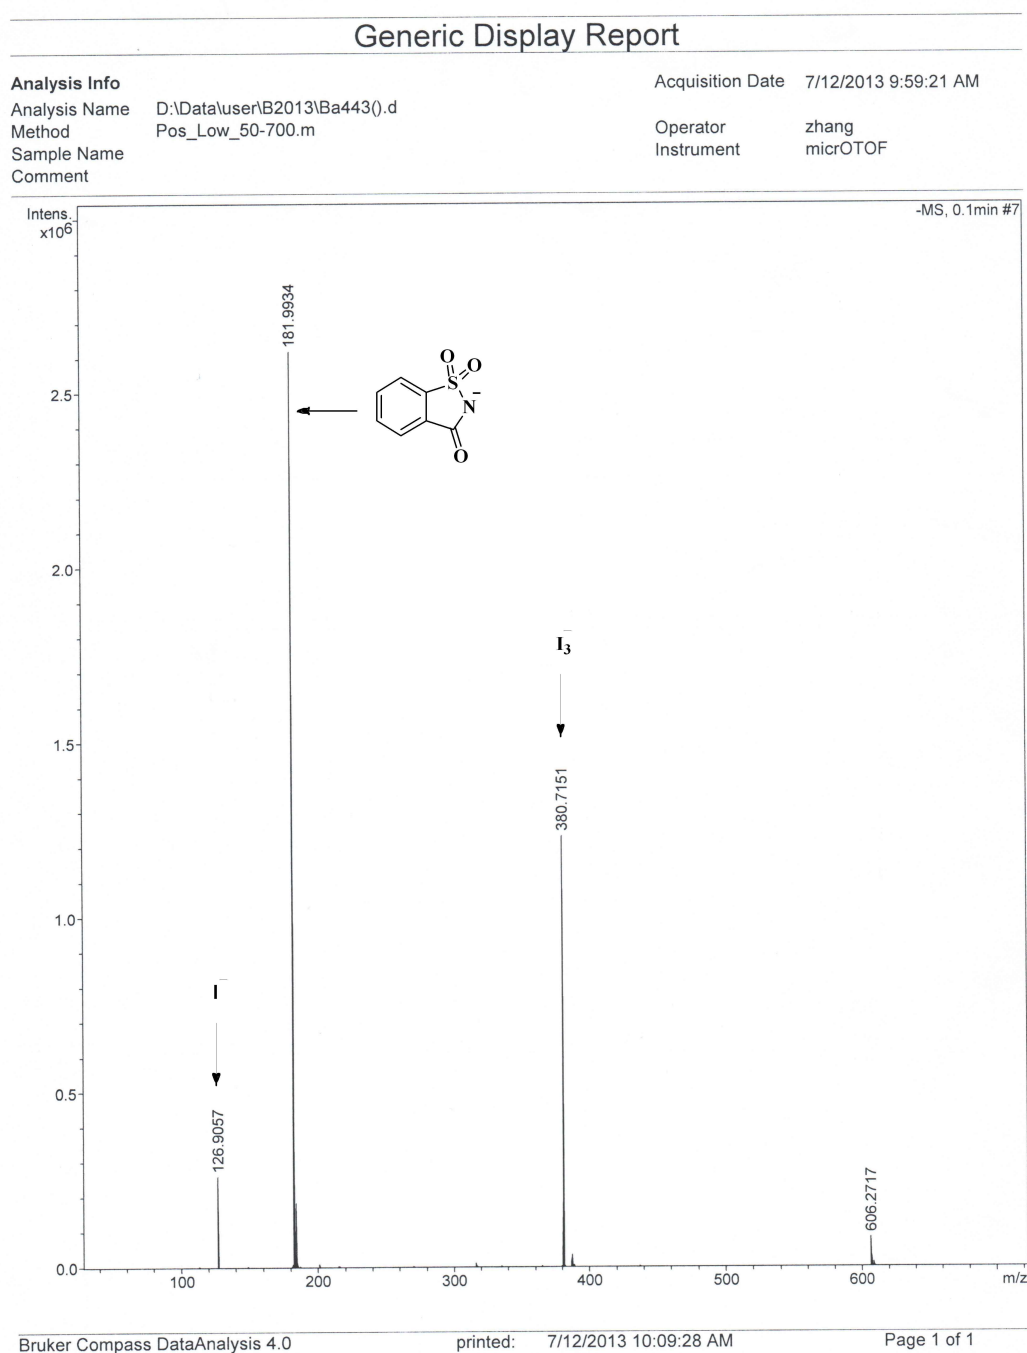 Generic Display Report
Analysis Info
Acquisition Date 7/12/2013 9:59:21 AM
Analysis Name D:\Data\user\B2013\Ba443().d
Method Pos_Low_50-700.m
Operator zhang
Sample Name
Instrument micrOTOF
Comment
Intens.
x10^6
-MS, 0.1min #7
181.9934
O
O
S
N-
O
2.5
2.0
I3-
1.5
380.7151
1.0
I-
0.5
126.9057
606.2717
0.0
100 200 300 400 500 600 m/z
Bruker Compass DataAnalysis 4.0 printed: 7/12/2013 10:09:28 AM Page 1 of 1